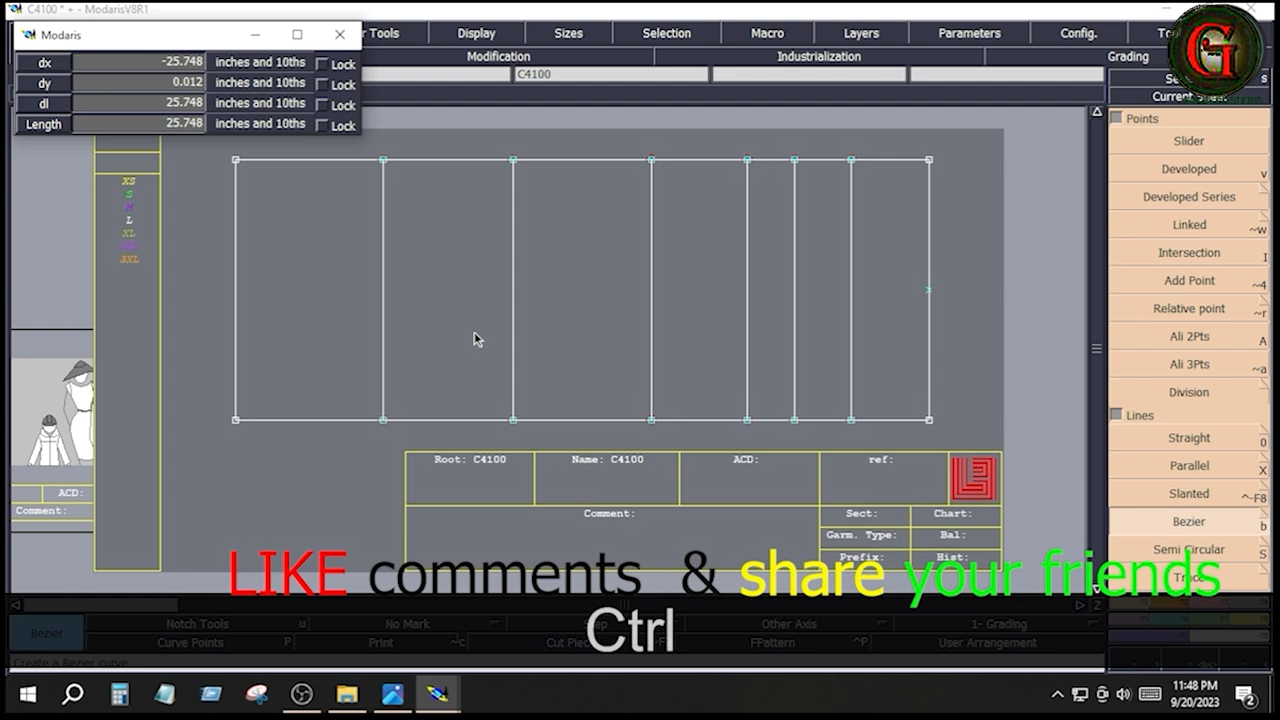 C4100 * + - ModarisV8R1
Modaris
Tools
Display
Sizes
Selection
Macro
Layers
Parameters
Config.
dx -25.748 inches and 10ths Lock
dy 0.012 inches and 10ths Lock
dl 25.748 inches and 10ths Lock
Length 25.748 inches and 10ths Lock
Modification
Industrialization
Grading
C4100
G
XS
S
M
L
XL
3XL
Points
Slider
Developed v
Developed Series
Linked ~w
Intersection I
Add Point ~4
Relative point ~r
Ali 2Pts A
Ali 3Pts ~a
Division
Lines
Straight 0
Parallel X
Slanted ^~F8
Bezier b
Semi Circular S
Root: C4100
Name: C4100
ACD:
ref:
Comment:
Sect:
Chart:
Garm. Type:
Bal:
Prefix:
Hist:
ACD:
Comment:
LIKE comments & share your friends
Ctrl
Bezier
Notch Tools u
No Mark
Other Axis
1- Grading
Curve Points P
Print ~c
FPattern ^P
User Arrangement
Create a Bezier curve
11:48 PM
9/20/2023
2